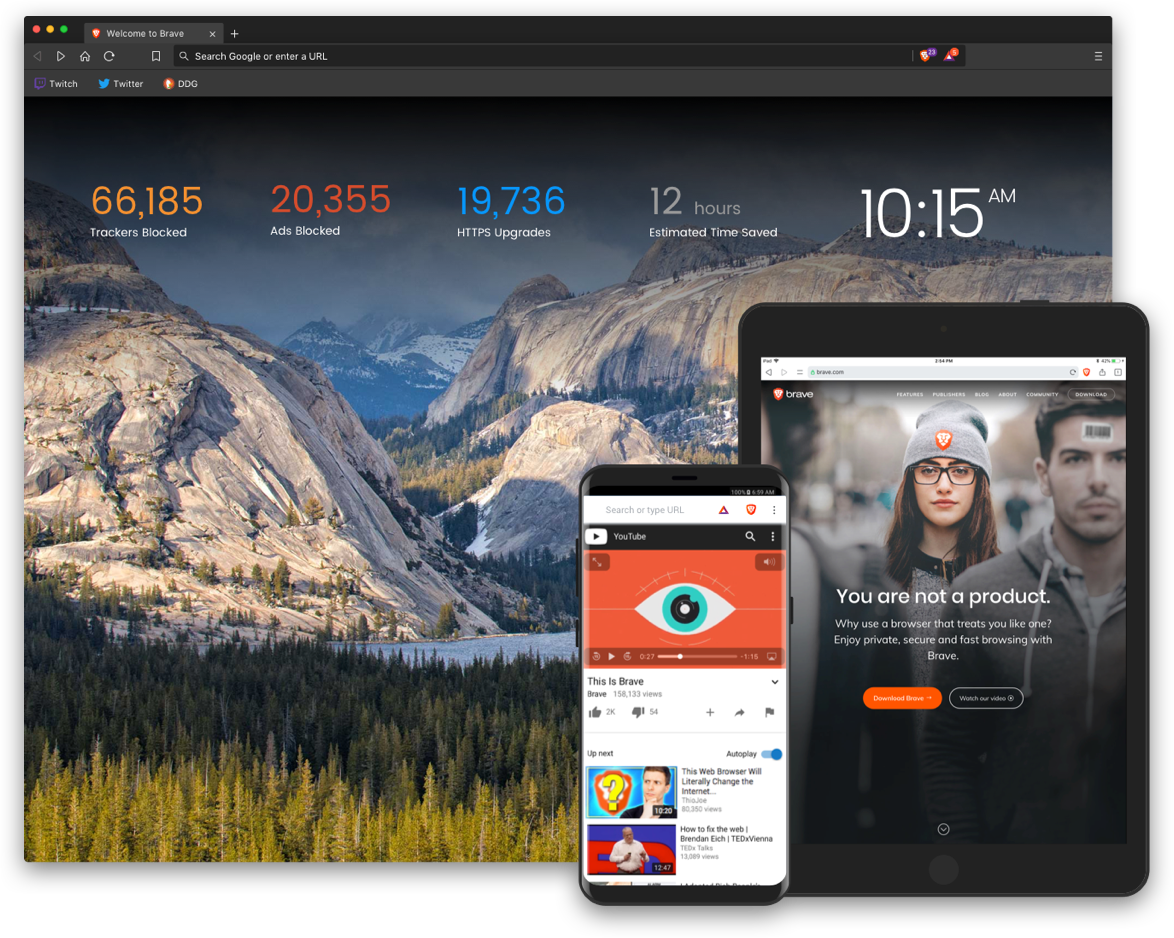 Welcome to Brave
Search Google or enter a URL
23
5
Twitch
Twitter
DDG
66,185
Trackers Blocked
20,355
Ads Blocked
19,736
HTTPS Upgrades
12 hours
Estimated Time Saved
10:15 AM
iPad
2:54 PM
42%
brave.com
brave
FEATURES PUBLISHERS BLOG ABOUT COMMUNITY DOWNLOAD
You are not a product.
Why use a browser that treats you like one?
Enjoy private, secure and fast browsing with
Brave.
Download Brave →
Watch our video
100% 6:59 AM
Search or type URL
YouTube
0:27
-1:15
This Is Brave
Brave 158,133 views
2K
54
Up next
Autoplay
This Web Browser Will
Literally Change the
Internet...
ThisJoe
80,350 views
10:20
How to fix the web |
Brendan Eich | TEDxVienna
TEDx Talks
13,089 views
12:47